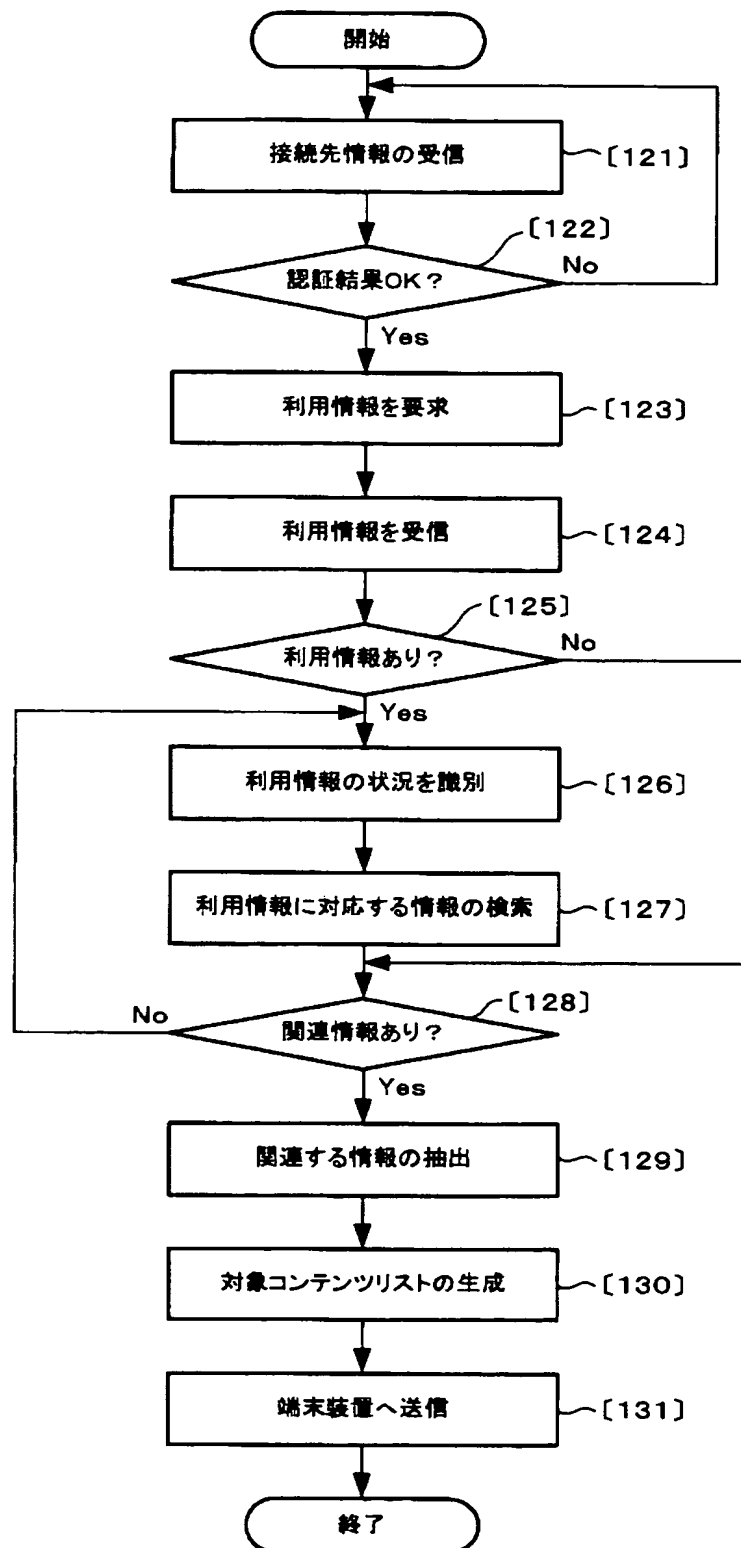 開始
接続先情報の受信
〔121〕
〔122〕
認証結果OK?
No
Yes
利用情報を要求
〔123〕
利用情報を受信
〔124〕
〔125〕
利用情報あり?
No
Yes
利用情報の状況を識別
〔126〕
利用情報に対応する情報の検索
〔127〕
〔128〕
No
関連情報あり?
Yes
関連する情報の抽出
〔129〕
対象コンテンツリストの生成
〔130〕
端末装置へ送信
〔131〕
終了